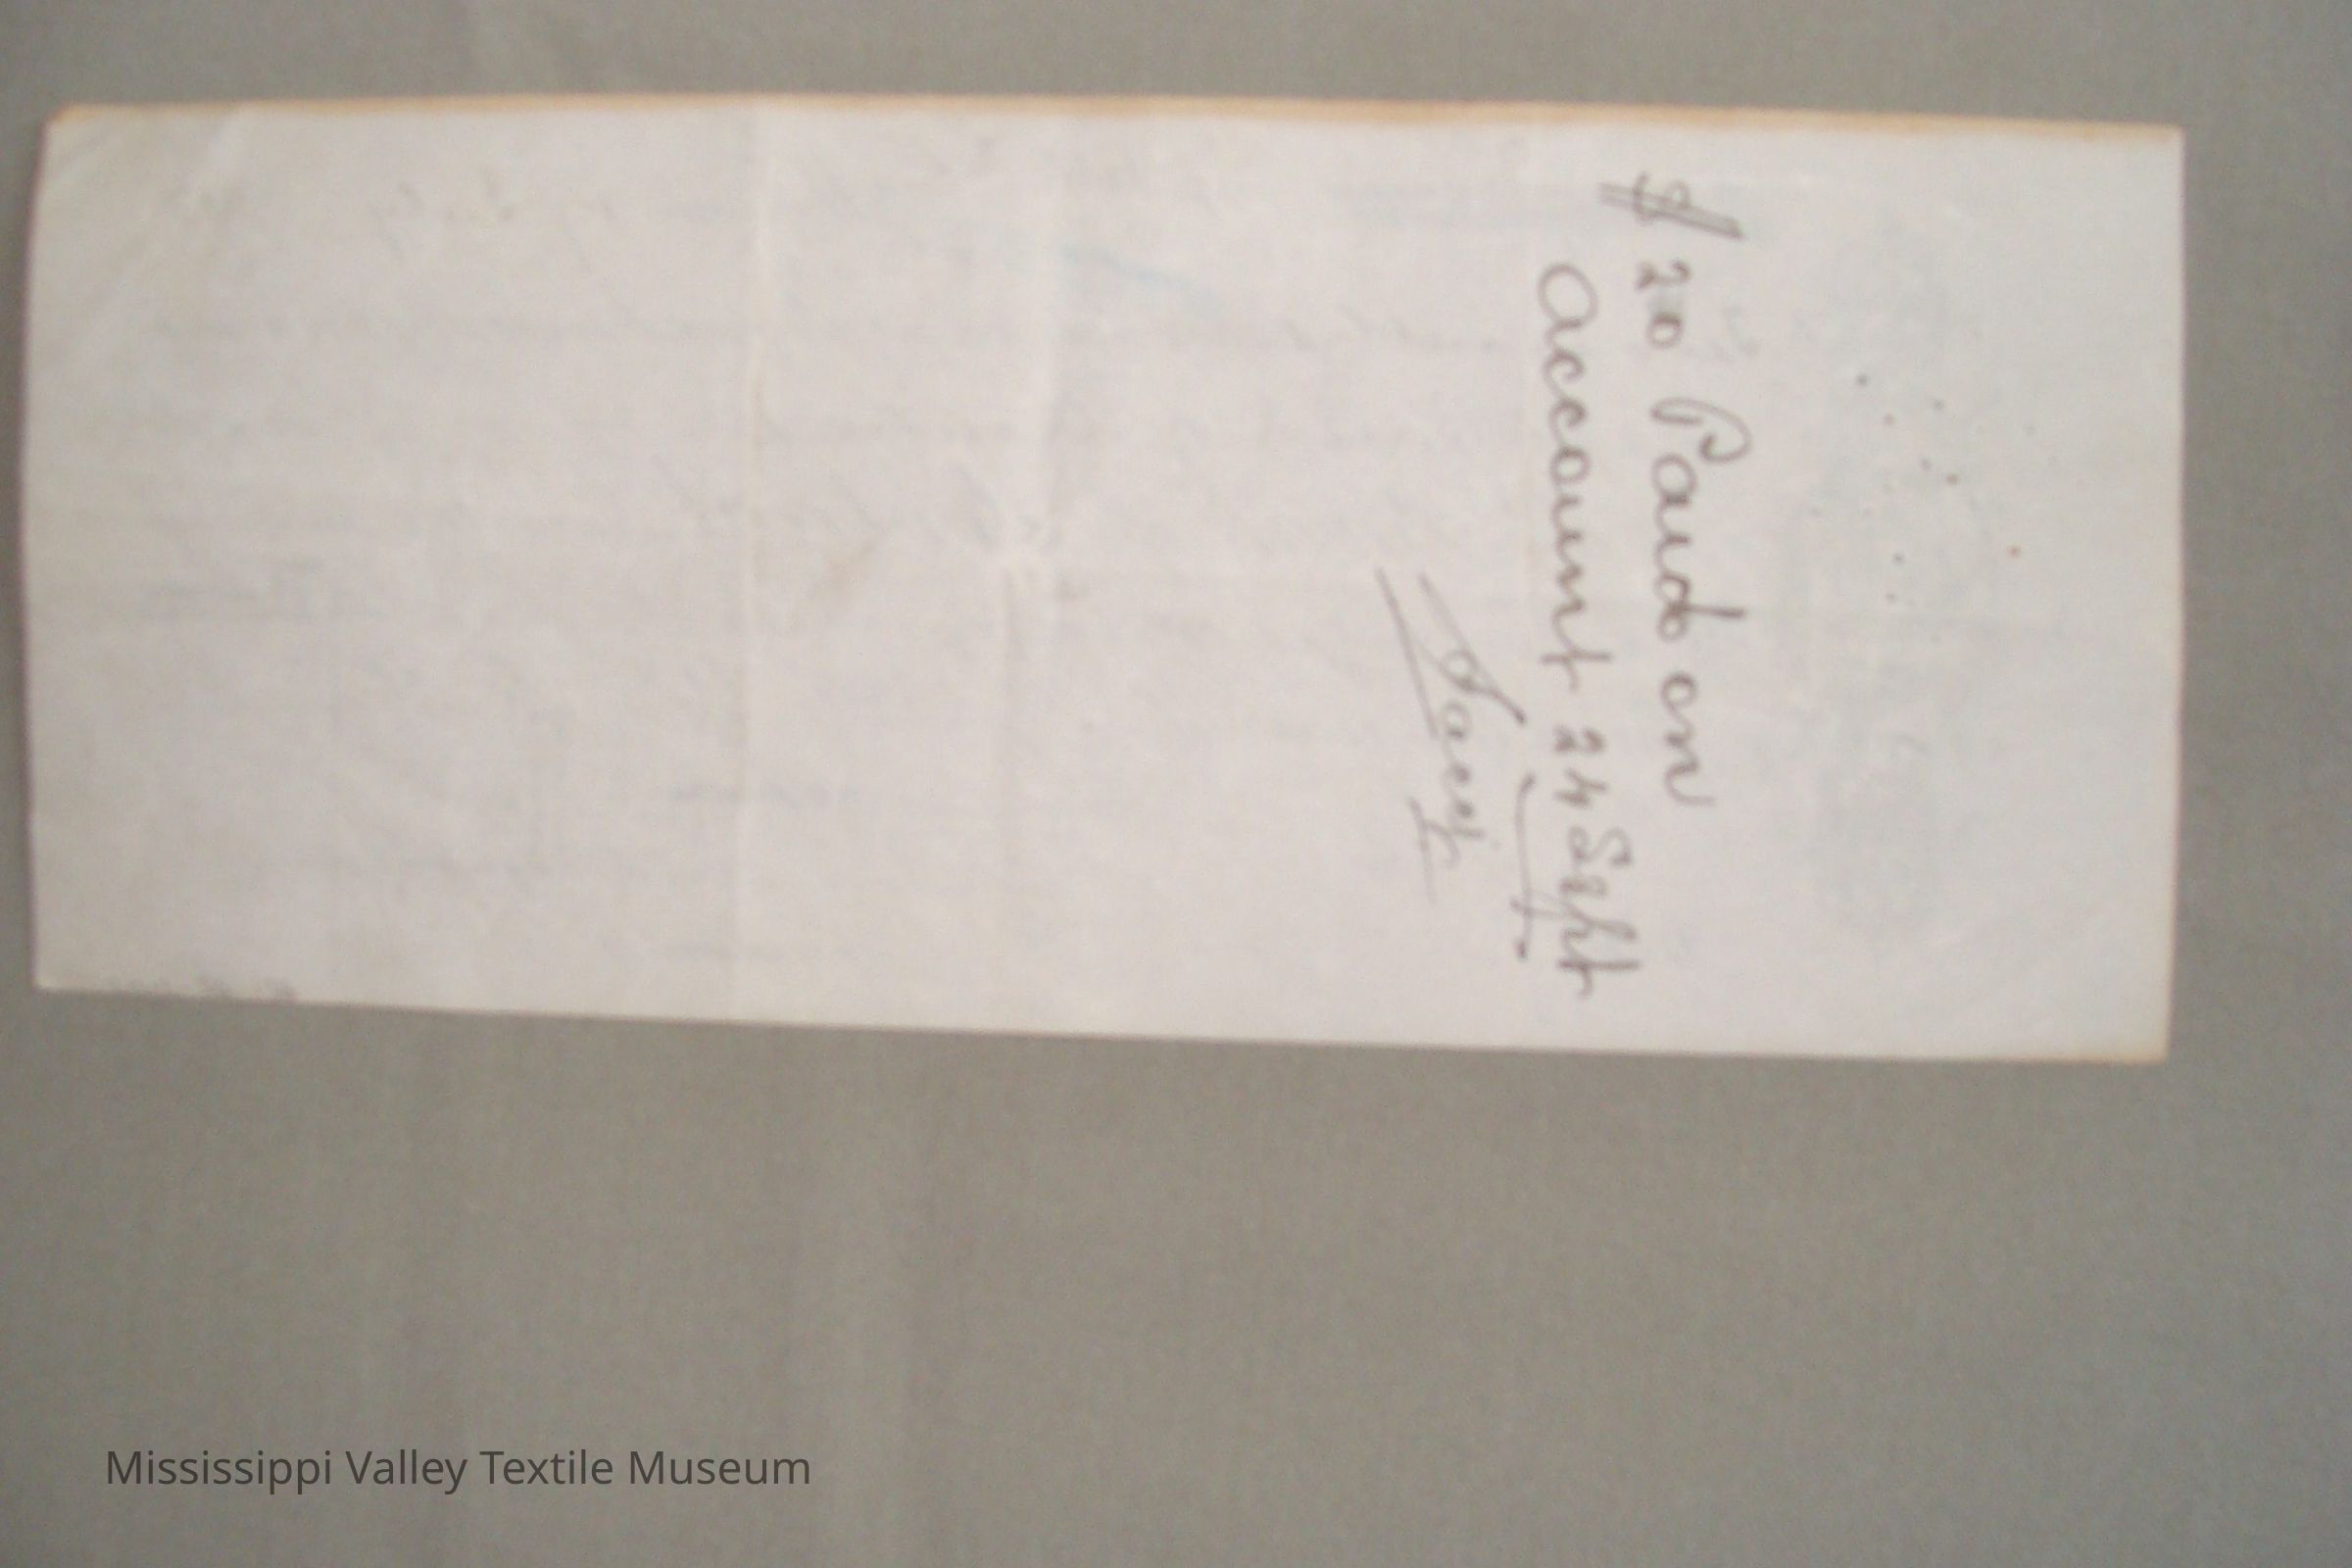 $ 20 Paid on
Account 24 Sept
Mississippi Valley Textile Museum